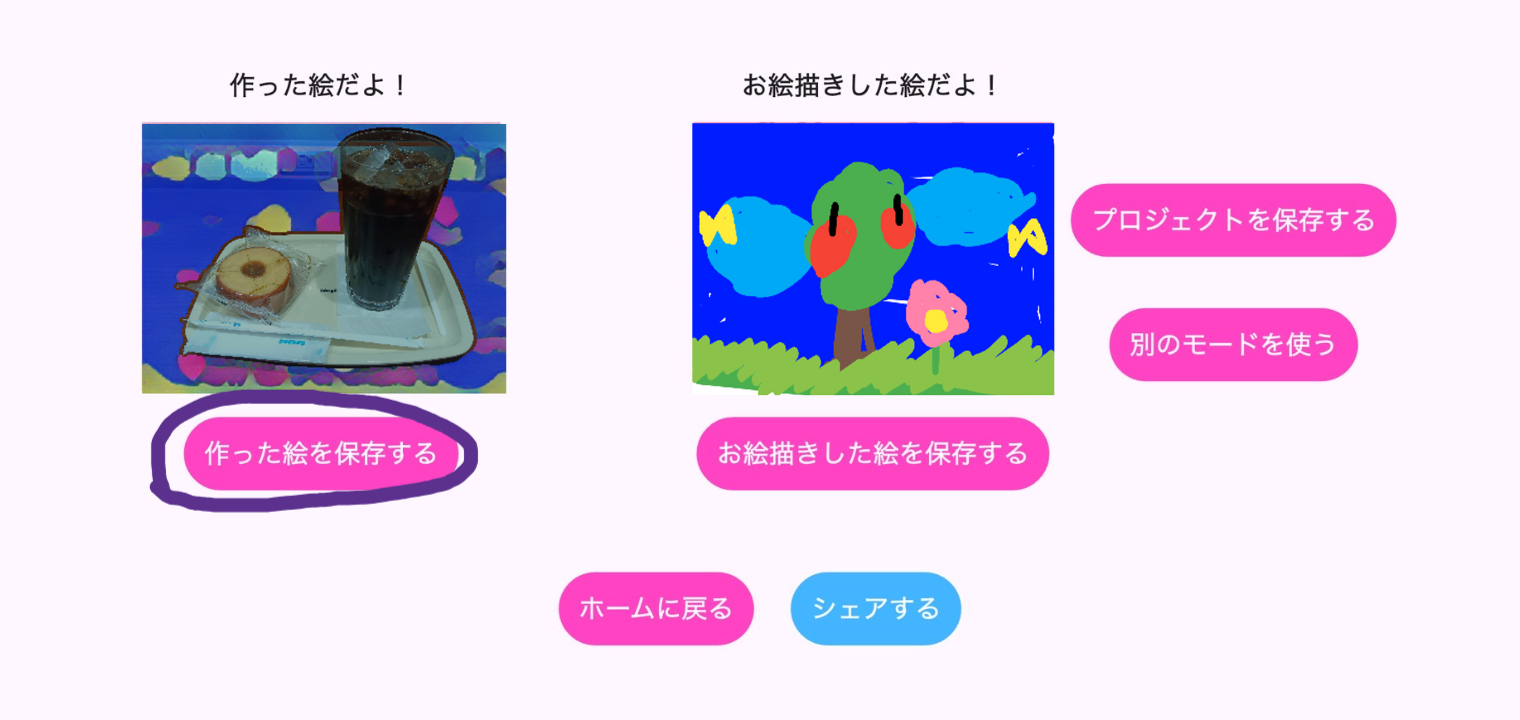 作った絵だよ！
お絵描きした絵だよ！
プロジェクトを保存する
別のモードを使う
作った絵を保存する
お絵描きした絵を保存する
ホームに戻る
シェアする